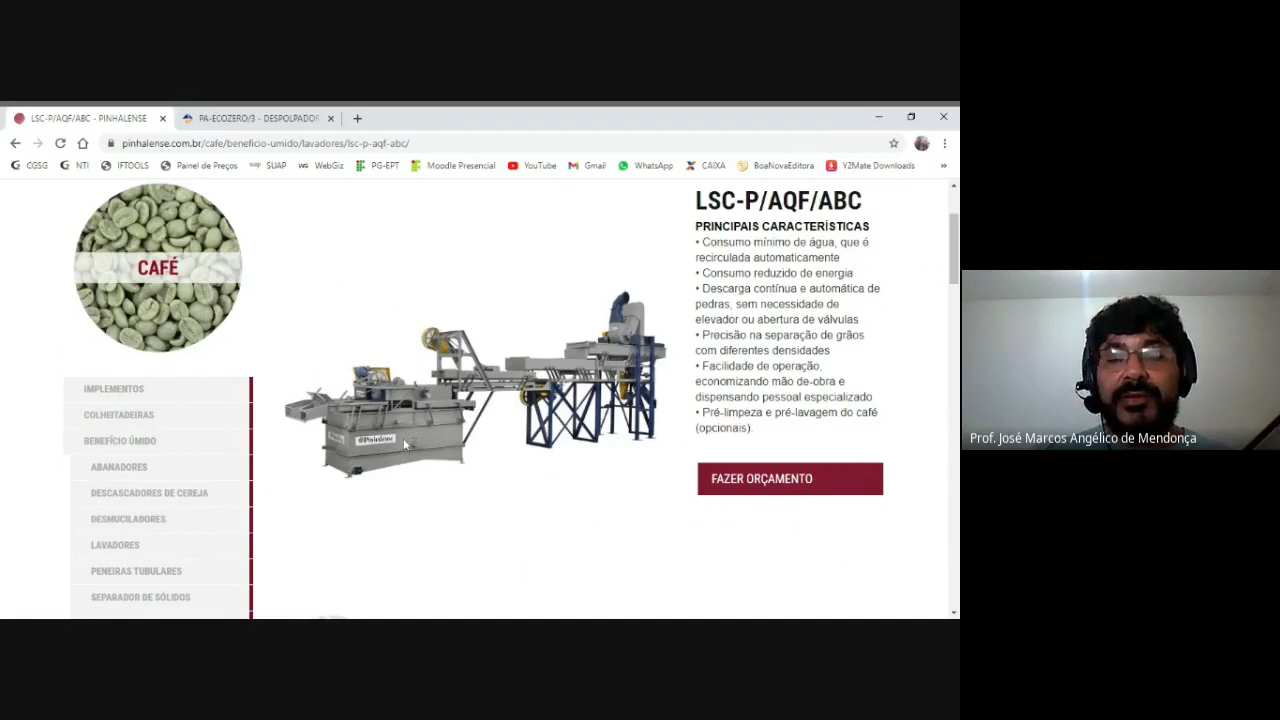 LSC-P/AQF/ABC - PINHALENSE
PA-ECOZERO/3 - DESPOLPADOR
pinhalense.com.br/cafe/beneficio-umido/lavadores/lsc-p-aqf-abc/
CGSG
NTI
IFTOOLS
Painel de Preços
SUAP
WebGiz
PG-EPT
Moodle Presencial
YouTube
Gmail
WhatsApp
CAIXA
BoaNovaEditora
Y2Mate Downloads
»
CAFÉ
IMPLEMENTOS
COLHEITADEIRAS
BENEFÍCIO ÚMIDO
ABANADORES
DESCASCADORES DE CEREJA
DESMUCILADORES
LAVADORES
PENEIRAS TUBULARES
SEPARADOR DE SÓLIDOS
LSC-P/AQF/ABC
PRINCIPAIS CARACTERÍSTICAS
• Consumo mínimo de água, que é
recirculada automaticamente
• Consumo reduzido de energia
• Descarga contínua e automática de
pedras, sem necessidade de
elevador ou abertura de válvulas
• Precisão na separação de grãos
com diferentes densidades
• Facilidade de operação,
economizando mão-de-obra e
dispensando pessoal especializado
• Pré-limpeza e pré-lavagem do café
(opcionais).
FAZER ORÇAMENTO
Prof. José Marcos Angélico de Mendonça